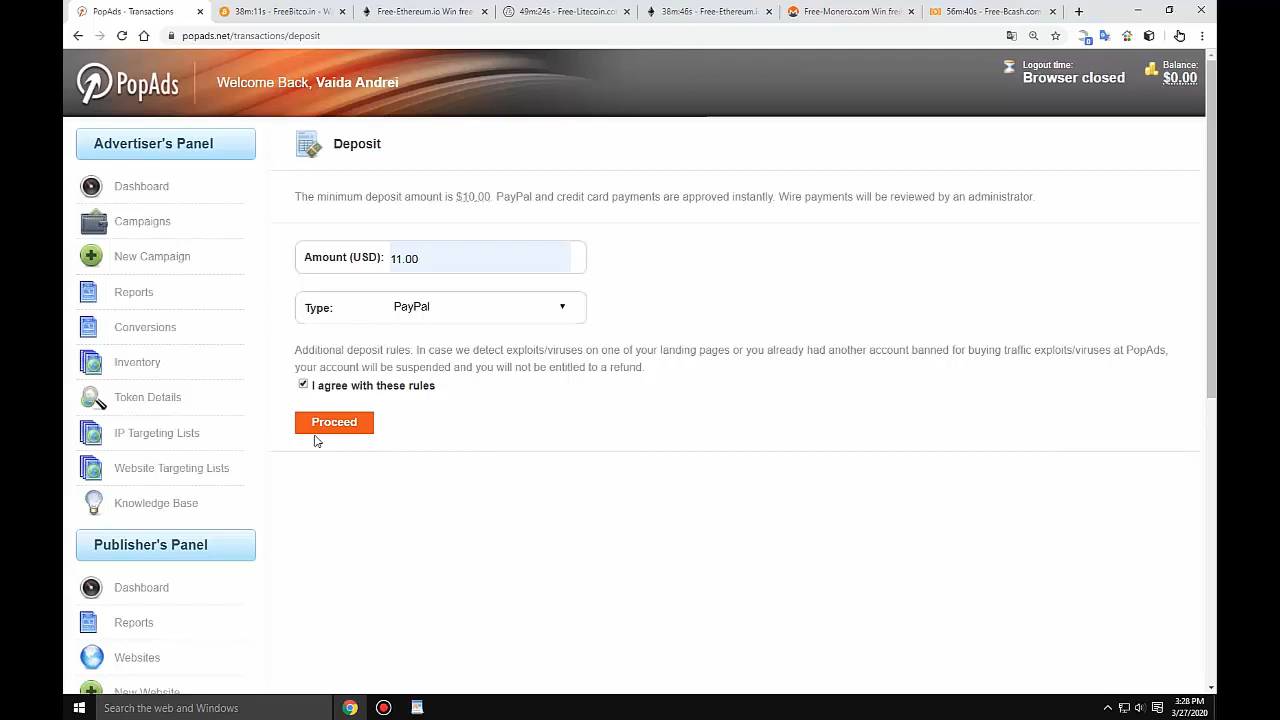 PopAds - Transactions
38m:11s - FreeBitco.in - W
Free-Ethereum.io Win free
49m:24s - Free-Litecoin.co
38m:46s - Free-Ethereum.i
Free-Monero.com Win fre
56m:40s - Free-Bcash.com
popads.net/transactions/deposit
PopAds
Welcome Back, Vaida Andrei
Logout time:
Browser closed
Balance:
$0.00
Advertiser's Panel
Dashboard
Campaigns
New Campaign
Reports
Conversions
Inventory
Token Details
IP Targeting Lists
Website Targeting Lists
Knowledge Base
Publisher's Panel
Dashboard
Reports
Websites
New Website
Deposit
The minimum deposit amount is $10.00. PayPal and credit card payments are approved instantly. Wire payments will be reviewed by an administrator.
Amount (USD): 11.00
Type: PayPal
Additional deposit rules: In case we detect exploits/viruses on one of your landing pages or you already had another account banned for buying traffic exploits/viruses at PopAds,
your account will be suspended and you will not be entitled to a refund.
I agree with these rules
Proceed
Search the web and Windows
3:28 PM
3/27/2020